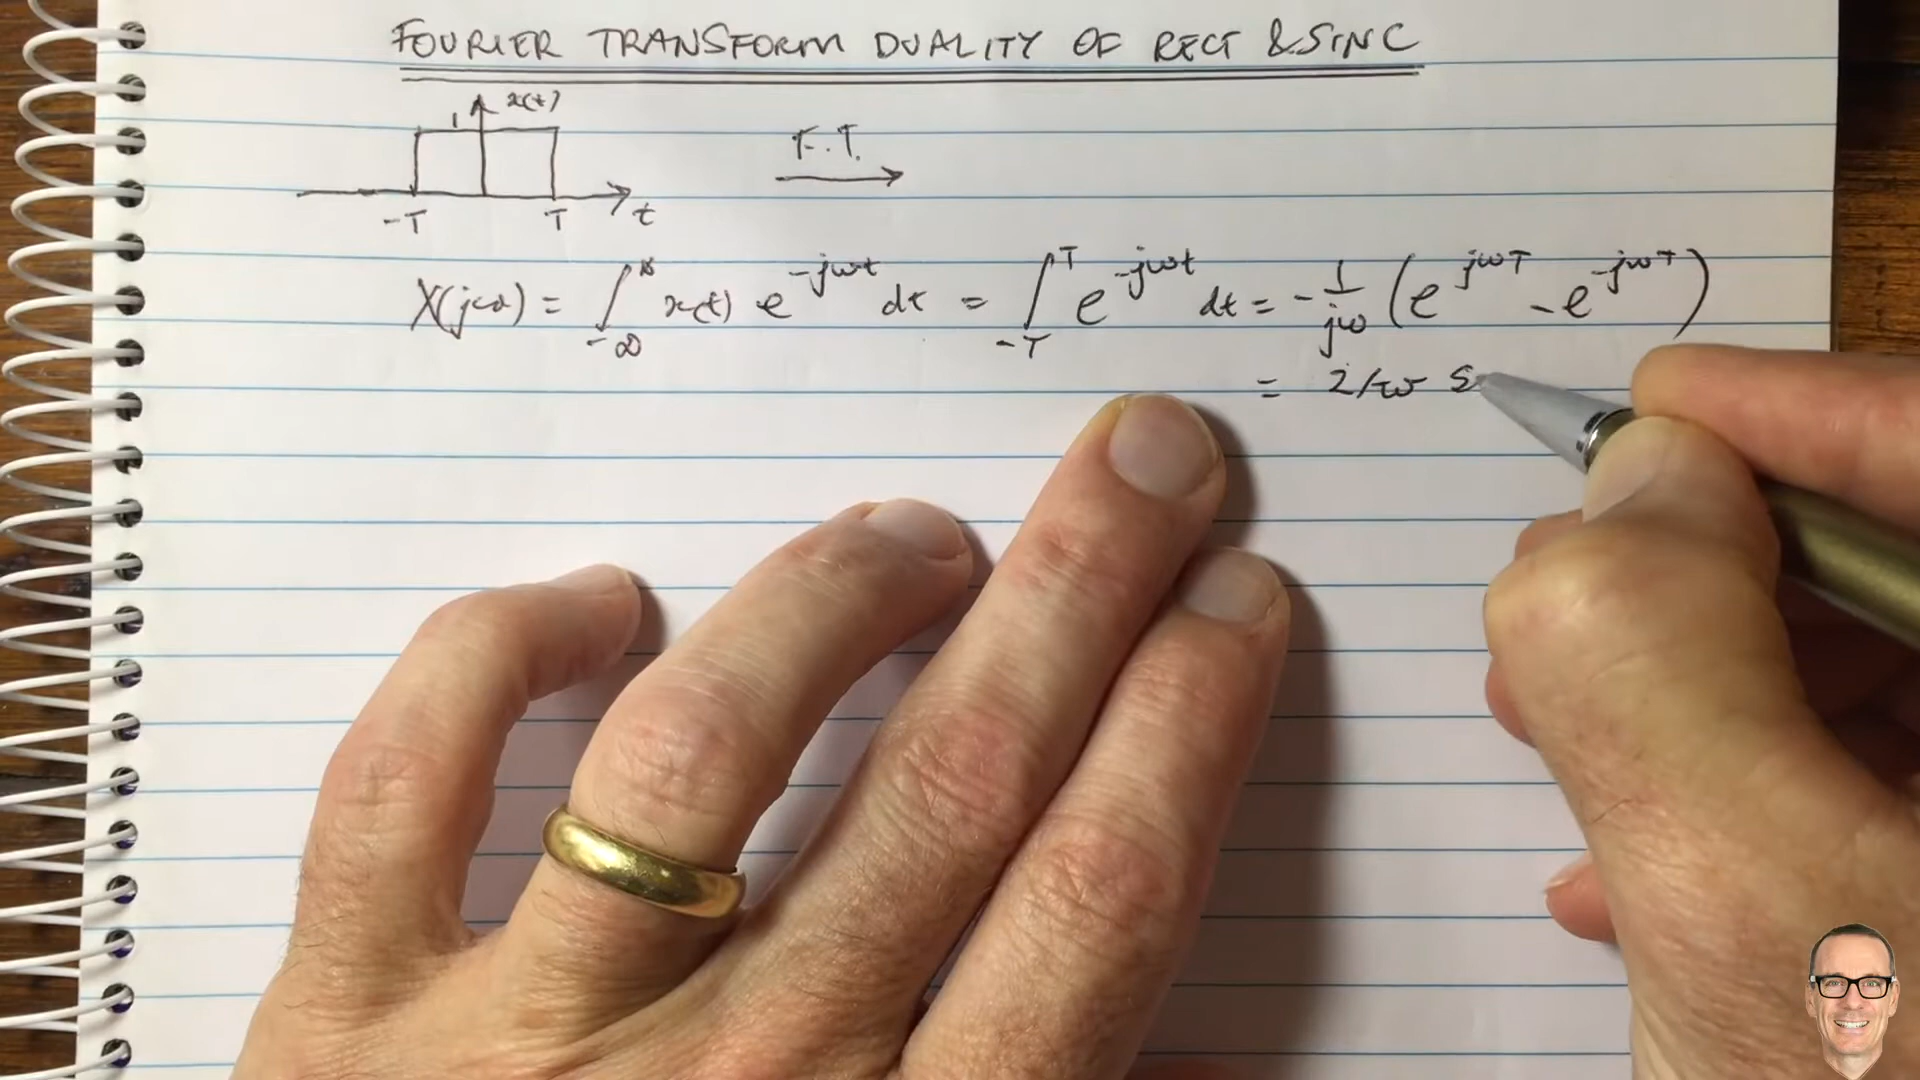 FOURIER TRANSFORM DUALITY OF RECT & SINC
1 x(t)
F.T.
-T T t
X(jω) = ∫_{-∞}^{∞} x(t) e^{-jωt} dt = ∫_{-T}^{T} e^{-jωt} dt = -1/jω (e^{jωT} - e^{-jωT})
= 2/ω S